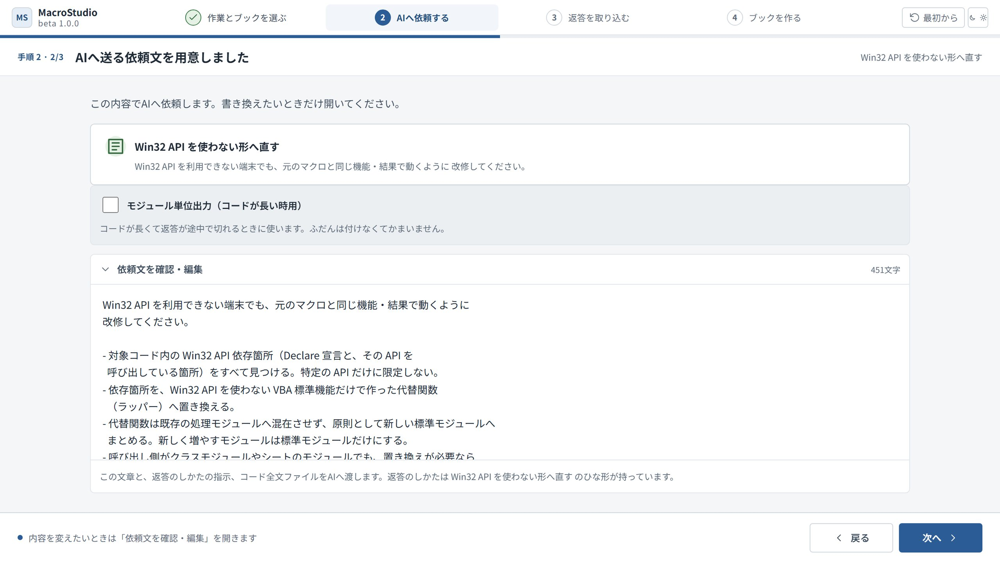 MS
MacroStudio
beta 1.0.0
作業とブックを選ぶ
2
AIへ依頼する
3
返答を取り込む
4
ブックを作る
最初から
手順 2・2/3
AIへ送る依頼文を用意しました
Win32 API を使わない形へ直す
この内容でAIへ依頼します。書き換えたいときだけ開いてください。
Win32 API を使わない形へ直す
Win32 API を利用できない端末でも、元のマクロと同じ機能・結果で動くように 改修してください。
モジュール単位出力（コードが長い時用）
コードが長くて返答が途中で切れるときに使います。ふだんは付けなくてかまいません。
依頼文を確認・編集
451文字
Win32 API を利用できない端末でも、元のマクロと同じ機能・結果で動くように
改修してください。
- 対象コード内の Win32 API 依存箇所（Declare 宣言と、その API を
呼び出している箇所）をすべて見つける。特定の API だけに限定しない。
- 依存箇所を、Win32 API を使わない VBA 標準機能だけで作った代替関数
（ラッパー）へ置き換える。
- 代替関数は既存の処理モジュールへ混在させず、原則として新しい標準モジュールへ
まとめる。新しく増やすモジュールは標準モジュールだけにする。
- 呼び出し側がクラスモジュールやシートのモジュールでも、置き換えが必要なら
この文章と、返答のしかたの指示、コード全文ファイルをAIへ渡します。返答のしかたは Win32 API を使わない形へ直す のひな形が持っています。
内容を変えたいときは「依頼文を確認・編集」を開きます
戻る
次へ